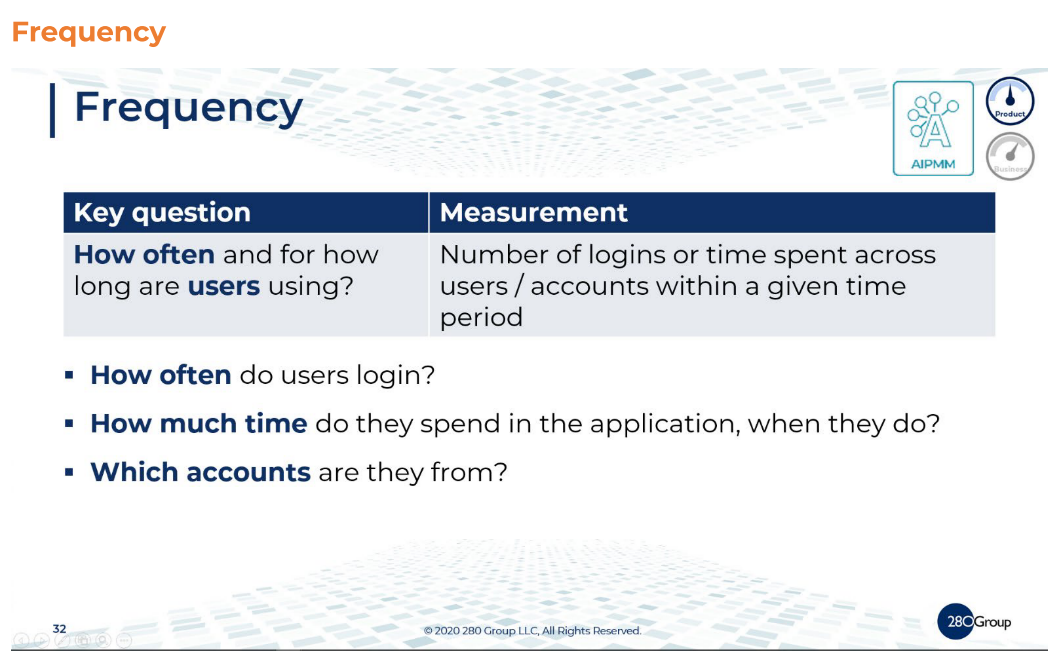 Frequency
Frequency
AIPMM
Product
Business
Key question
Measurement
How often and for how
long are users using?
Number of logins or time spent across
users / accounts within a given time
period
▪ How often do users login?
▪ How much time do they spend in the application, when they do?
▪ Which accounts are they from?
32
© 2020 280 Group LLC, All Rights Reserved.
280Group